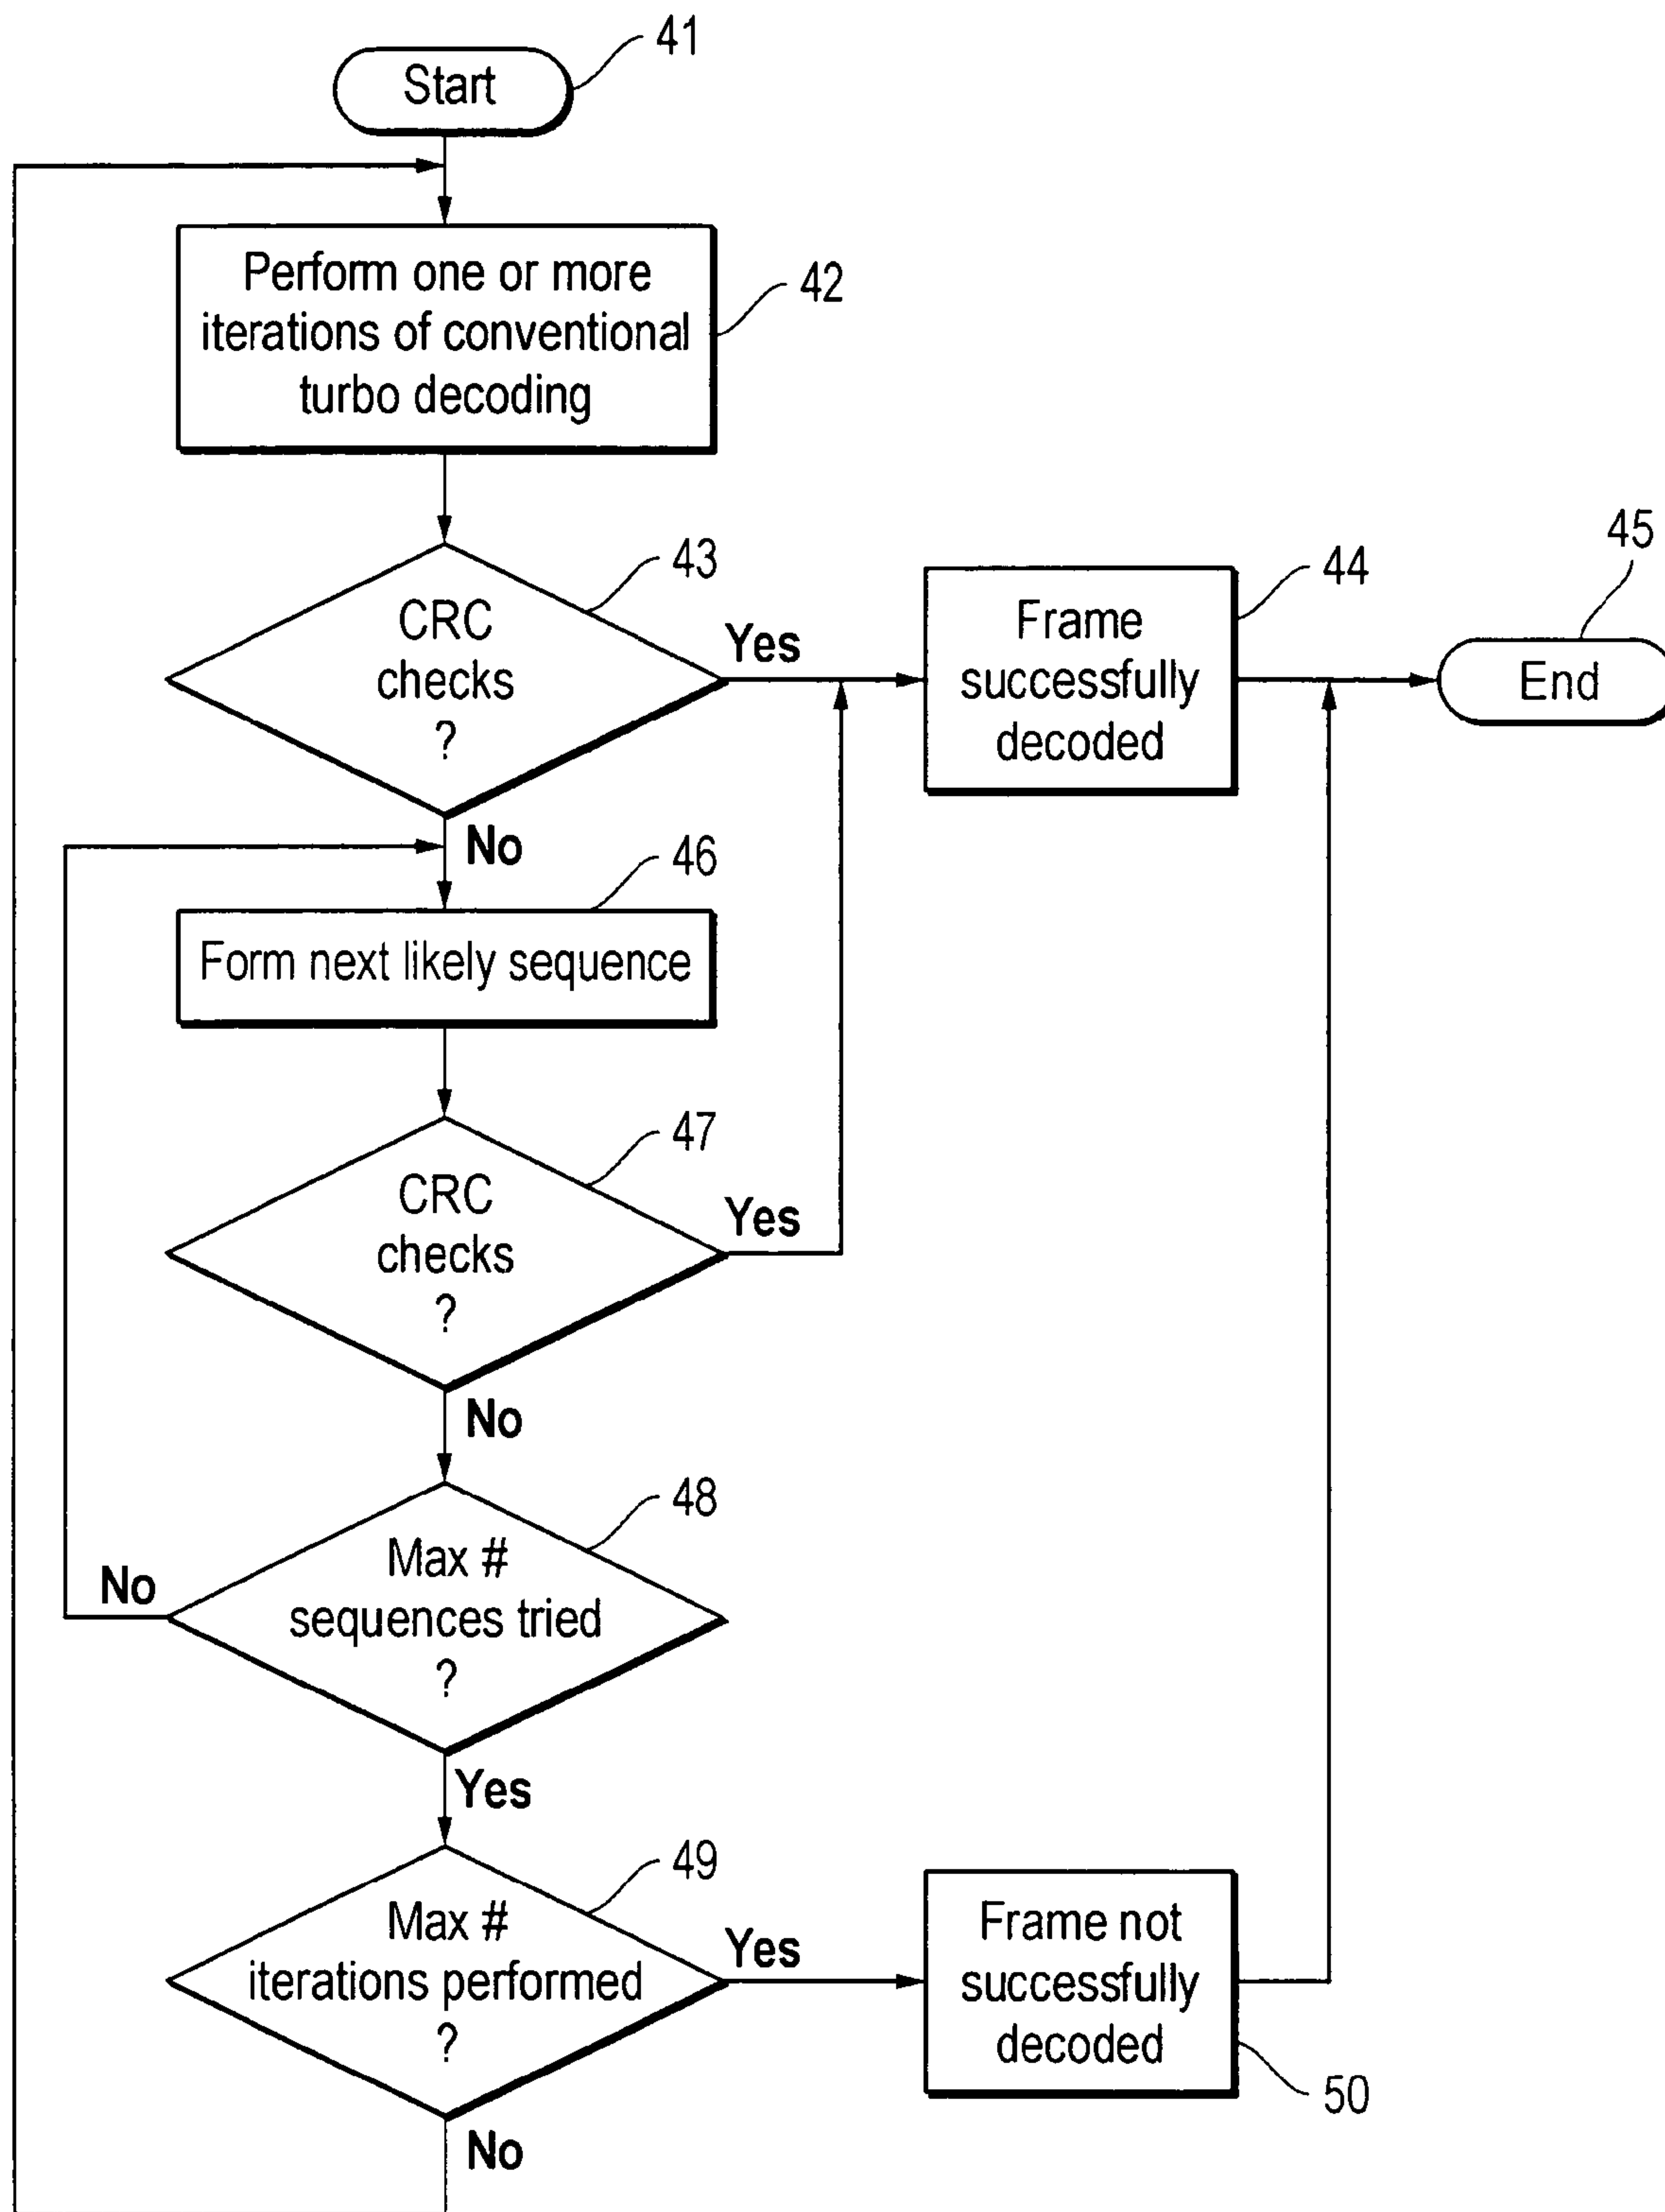 41
Start
Perform one or more
iterations of conventional
turbo decoding
42
43
CRC
checks
?
Yes
No
44
Frame
successfully
decoded
45
End
46
Form next likely sequence
47
CRC
checks
?
Yes
No
48
Max #
sequences tried
?
No
Yes
49
Max #
iterations performed
?
Yes
No
Frame not
successfully
decoded
50